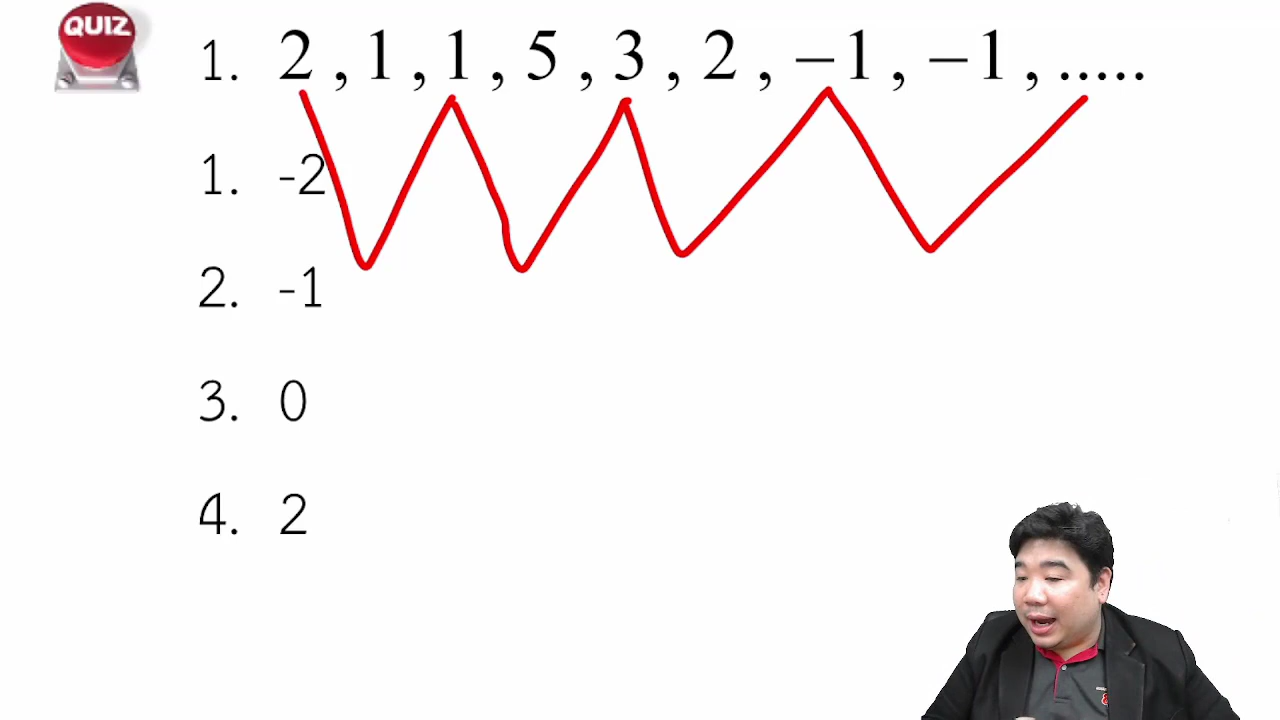 QUIZ
1. 2 , 1 , 1 , 5 , 3 , 2 , −1 , −1 , .....
1. -2
2. -1
3. 0
4. 2